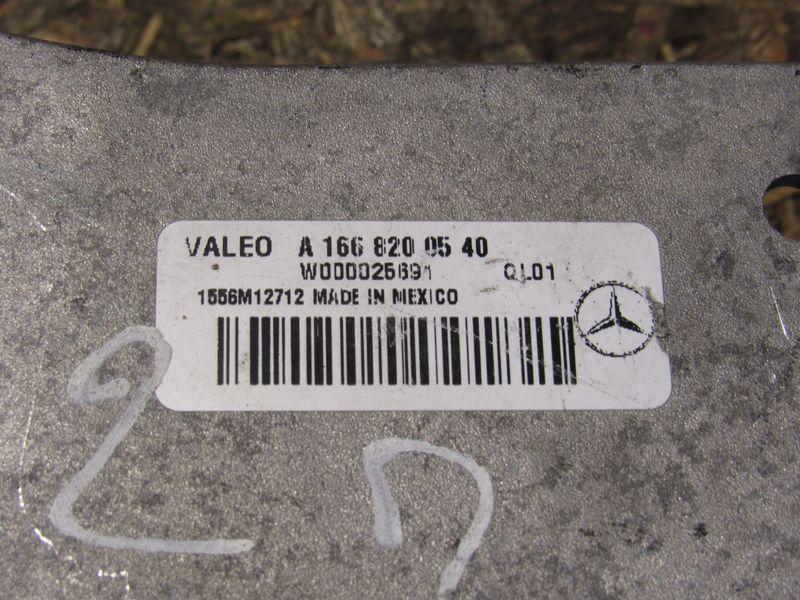 VALEO A 166 820 05 40
W000025691 QL01
1556M12712 MADE IN MEXICO
2 П